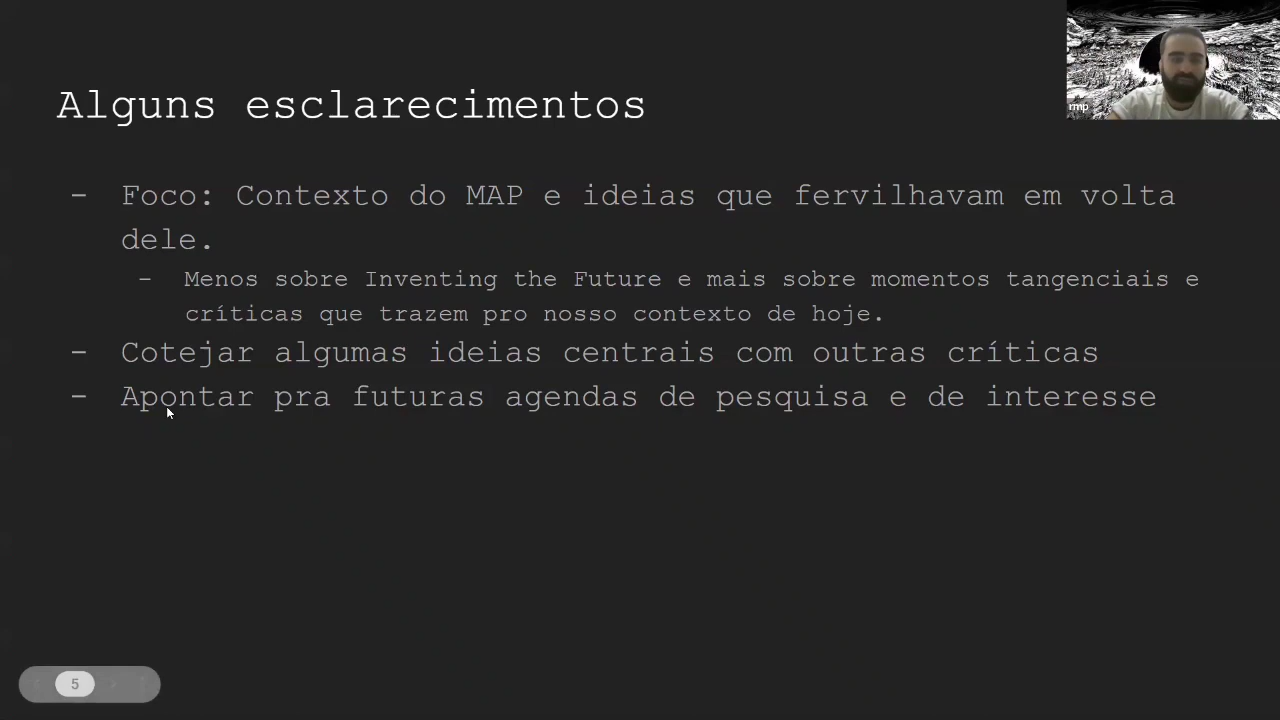 rmp
Alguns esclarecimentos
- Foco: Contexto do MAP e ideias que fervilhavam em volta
dele.
- Menos sobre Inventing the Future e mais sobre momentos tangenciais e
críticas que trazem pro nosso contexto de hoje.
- Cotejar algumas ideias centrais com outras críticas
- Apontar pra futuras agendas de pesquisa e de interesse
5